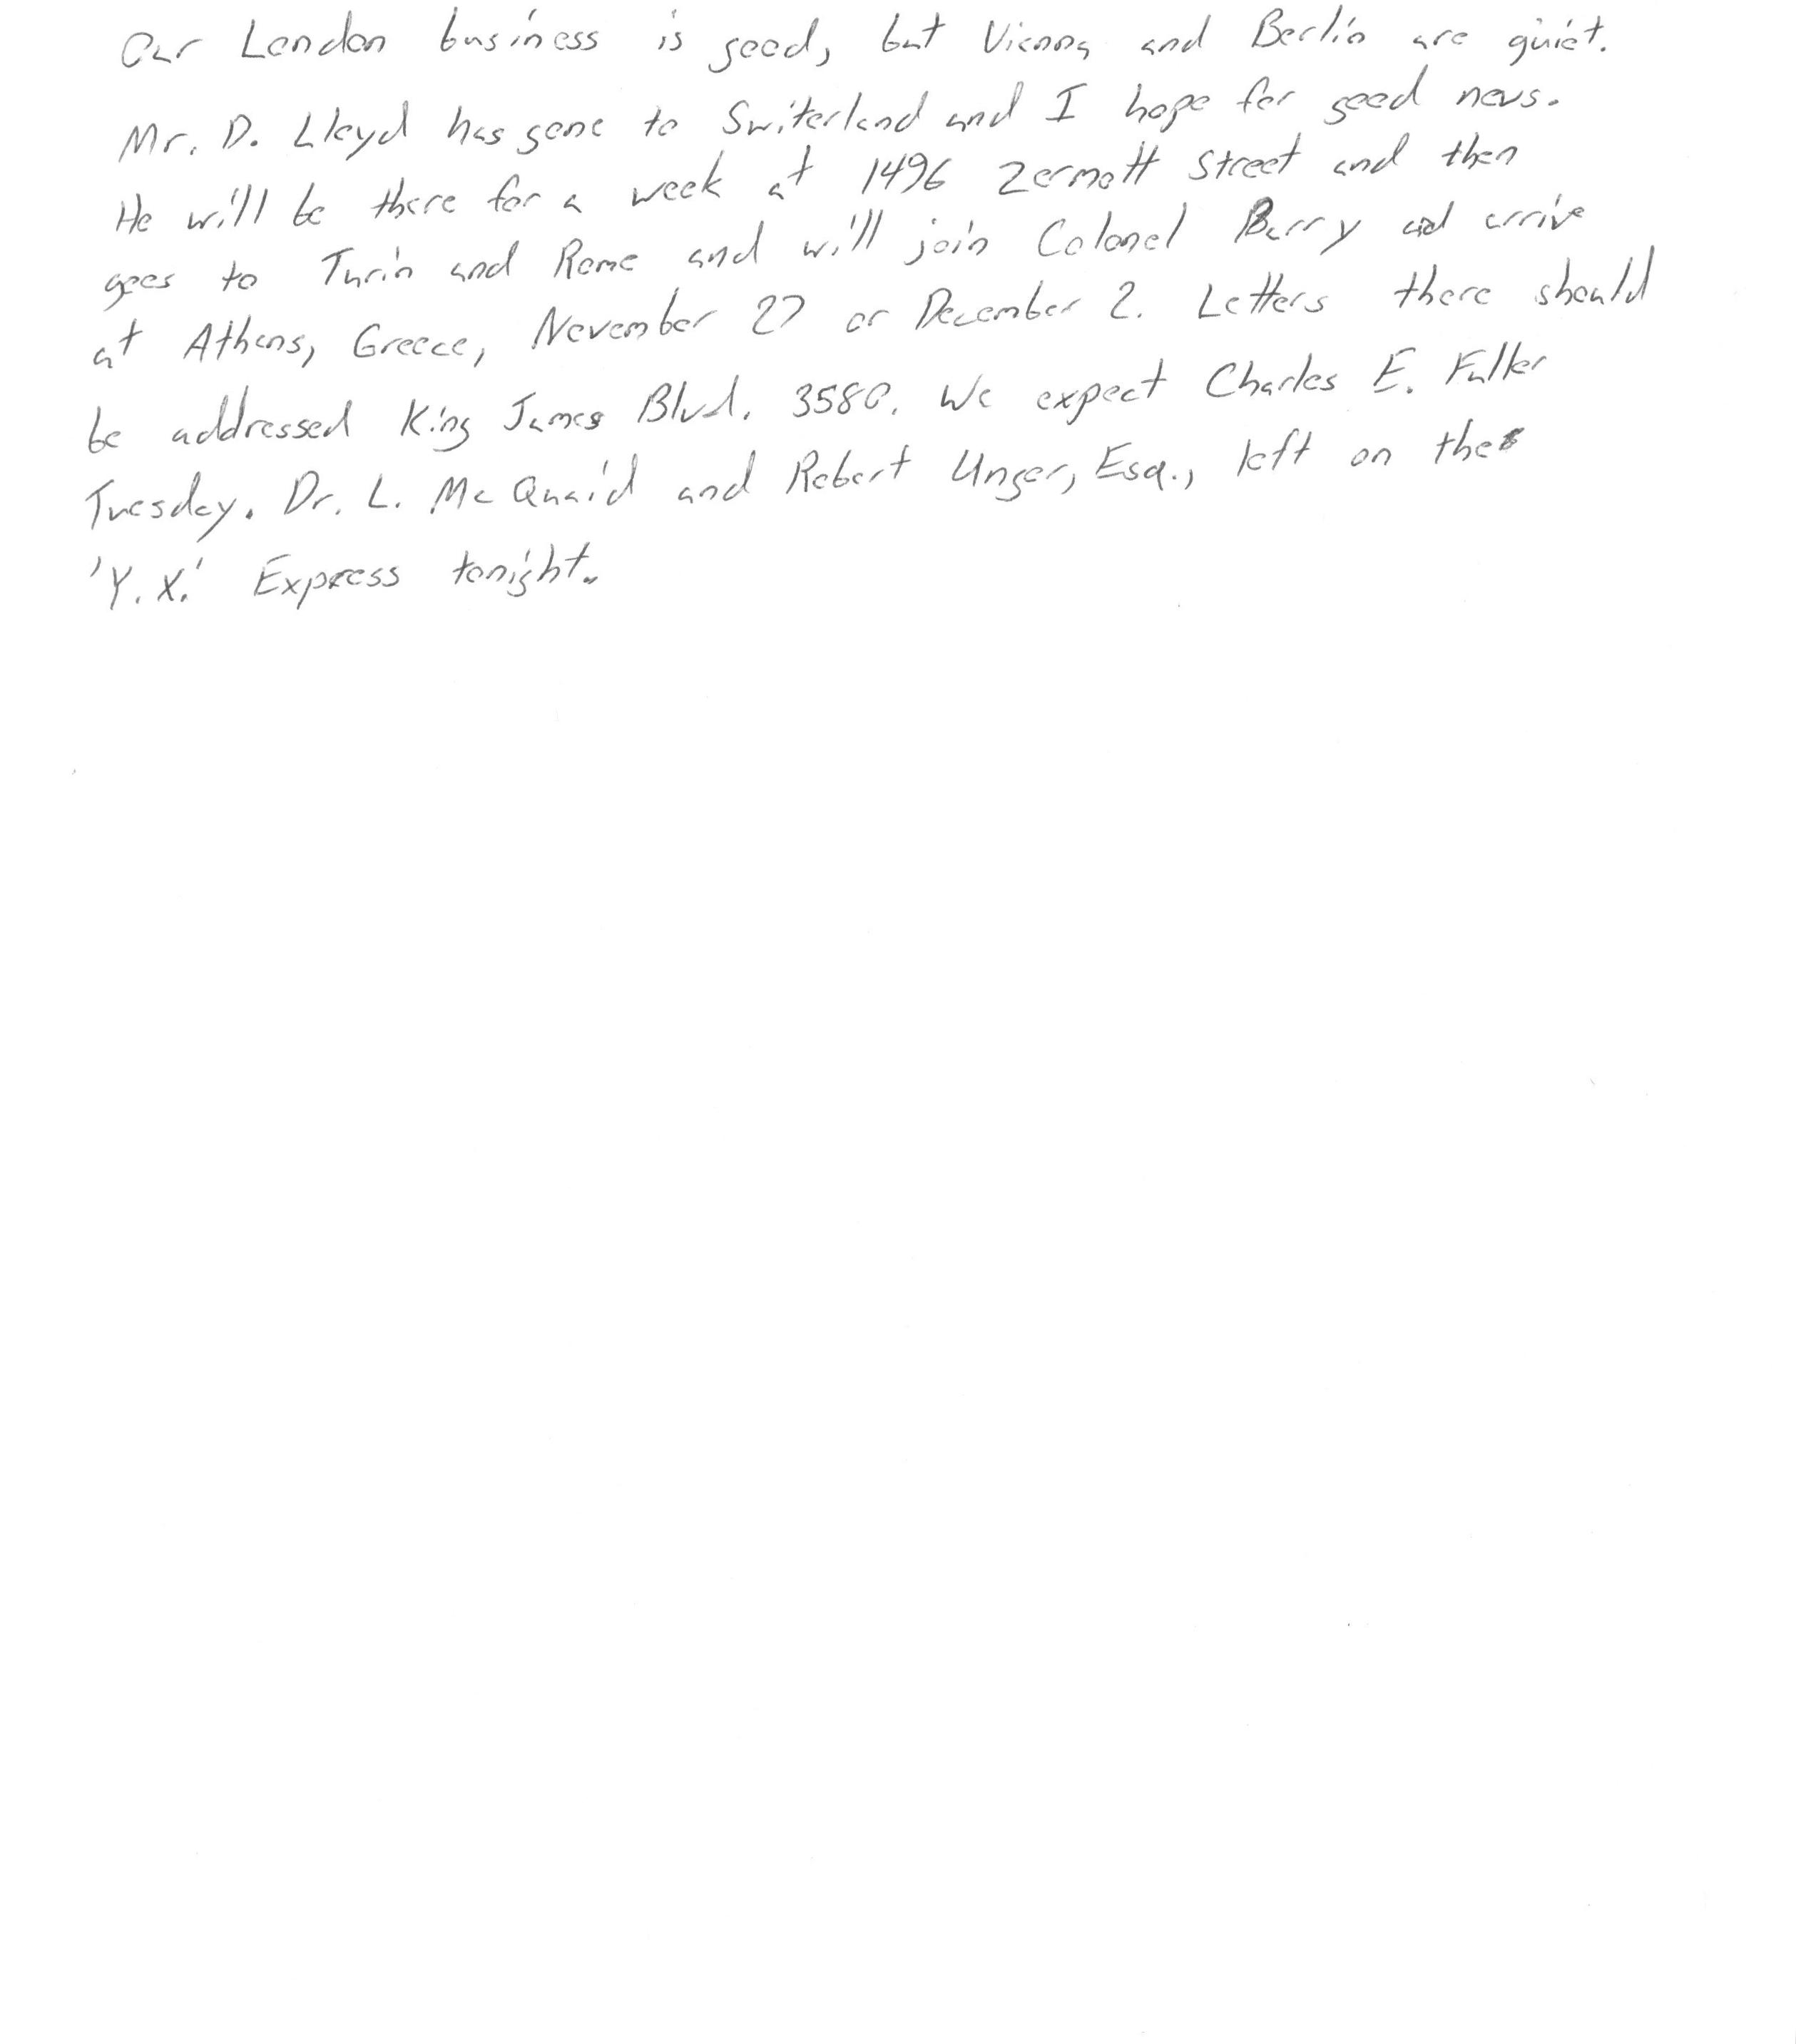 Our London business is good, but Vienna and Berlin are quiet.
Mr. D. Lloyd has gone to Switerland and I hope for good news.
He will be there for a week at 1496 Zermott Street and then
goes to Turin and Rome and will join Colonel Barry and arrive
at Athens, Greece, November 27 or December 2. Letters there should
be addressed King James Blvd. 3580. We expect Charles E. Fuller
Tuesday. Dr. L. McQuaid and Robert Unger, Esq., left on the
'Y.X.' Express tonight.